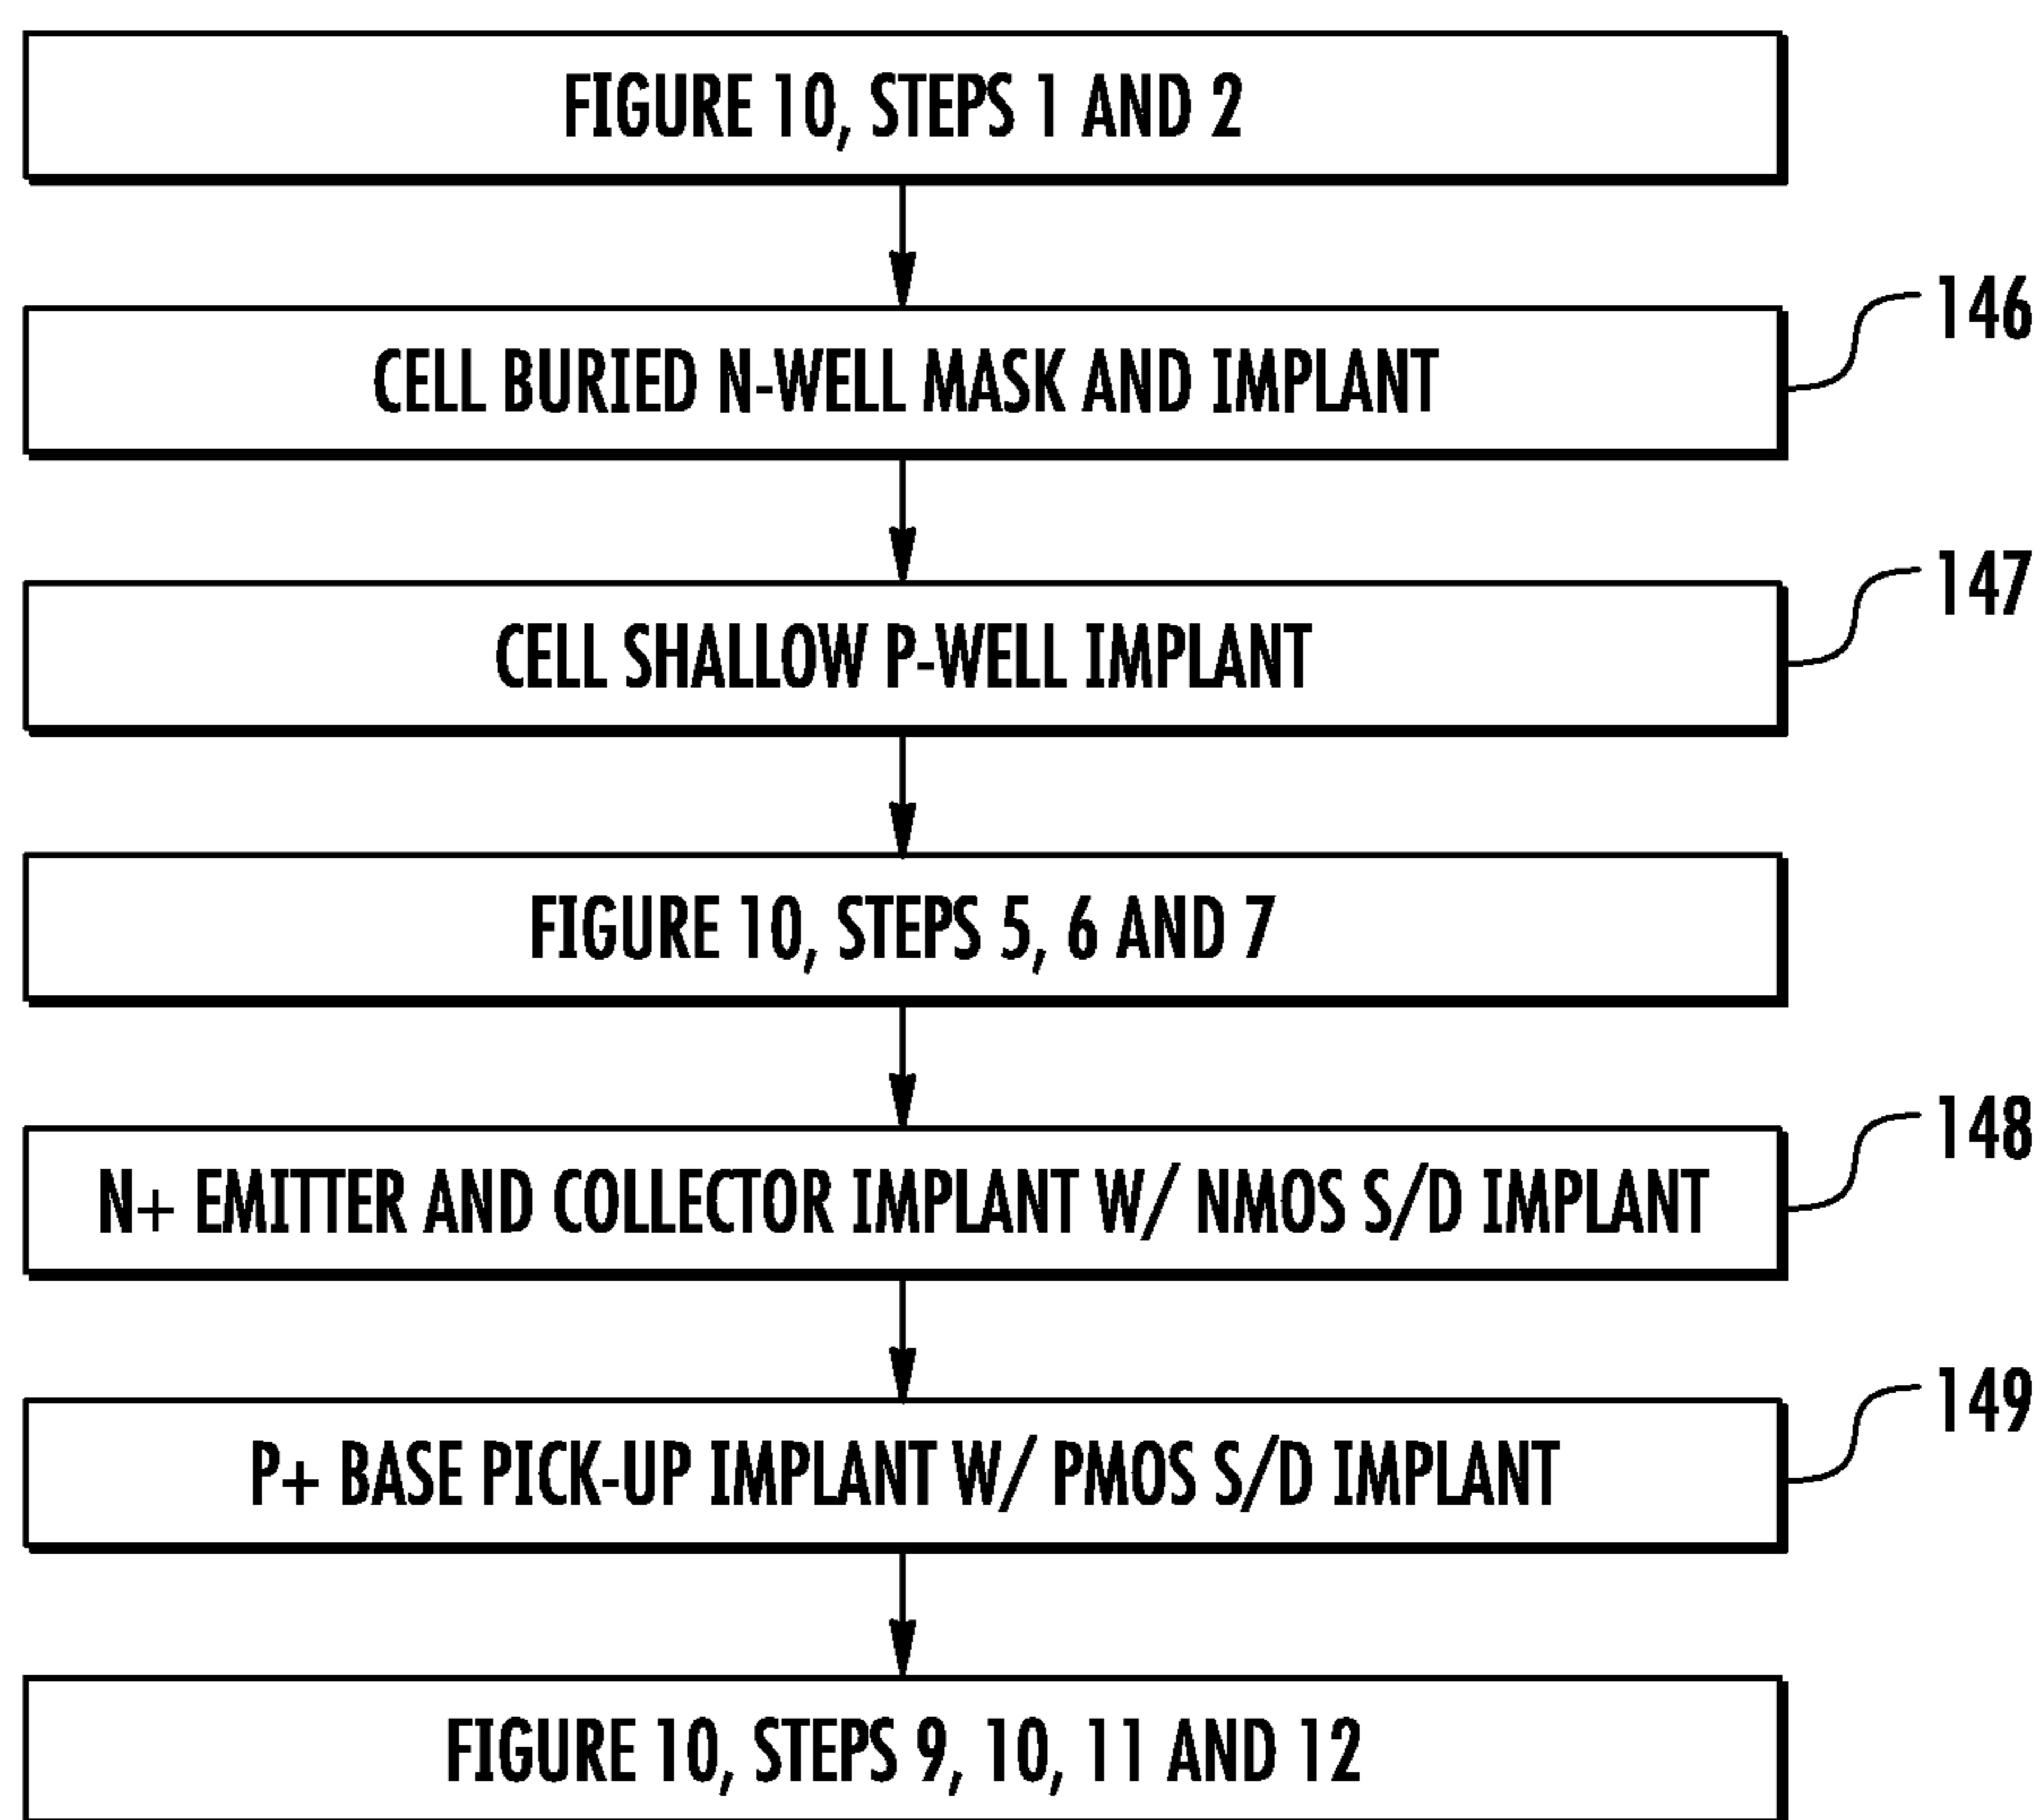 FIGURE 10, STEPS 1 AND 2
146
CELL BURIED N-WELL MASK AND IMPLANT
147
CELL SHALLOW P-WELL IMPLANT
FIGURE 10, STEPS 5, 6 AND 7
148
N+ EMITTER AND COLLECTOR IMPLANT W/ NMOS S/D IMPLANT
149
P+ BASE PICK-UP IMPLANT W/ PMOS S/D IMPLANT
FIGURE 10, STEPS 9, 10, 11 AND 12